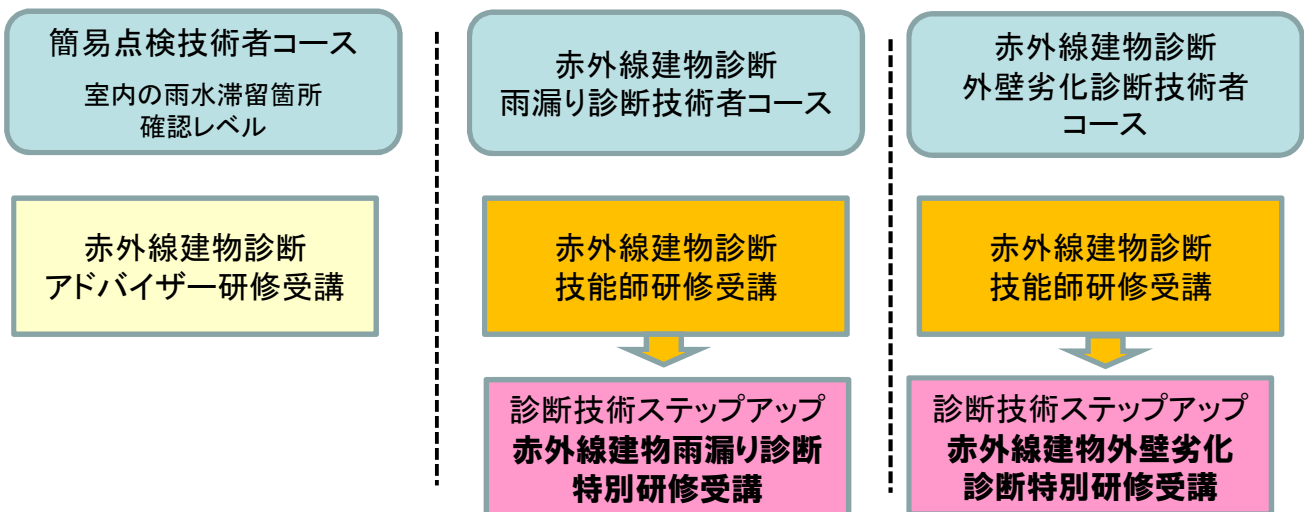 簡易点検技術者コース
室内の雨水滞留箇所
確認レベル
赤外線建物診断
アドバイザー研修受講
赤外線建物診断
雨漏り診断技術者コース
赤外線建物診断
技能師研修受講
診断技術ステップアップ
赤外線建物雨漏り診断
特別研修受講
赤外線建物診断
外壁劣化診断技術者
コース
赤外線建物診断
技能師研修受講
診断技術ステップアップ
赤外線建物外壁劣化
診断特別研修受講